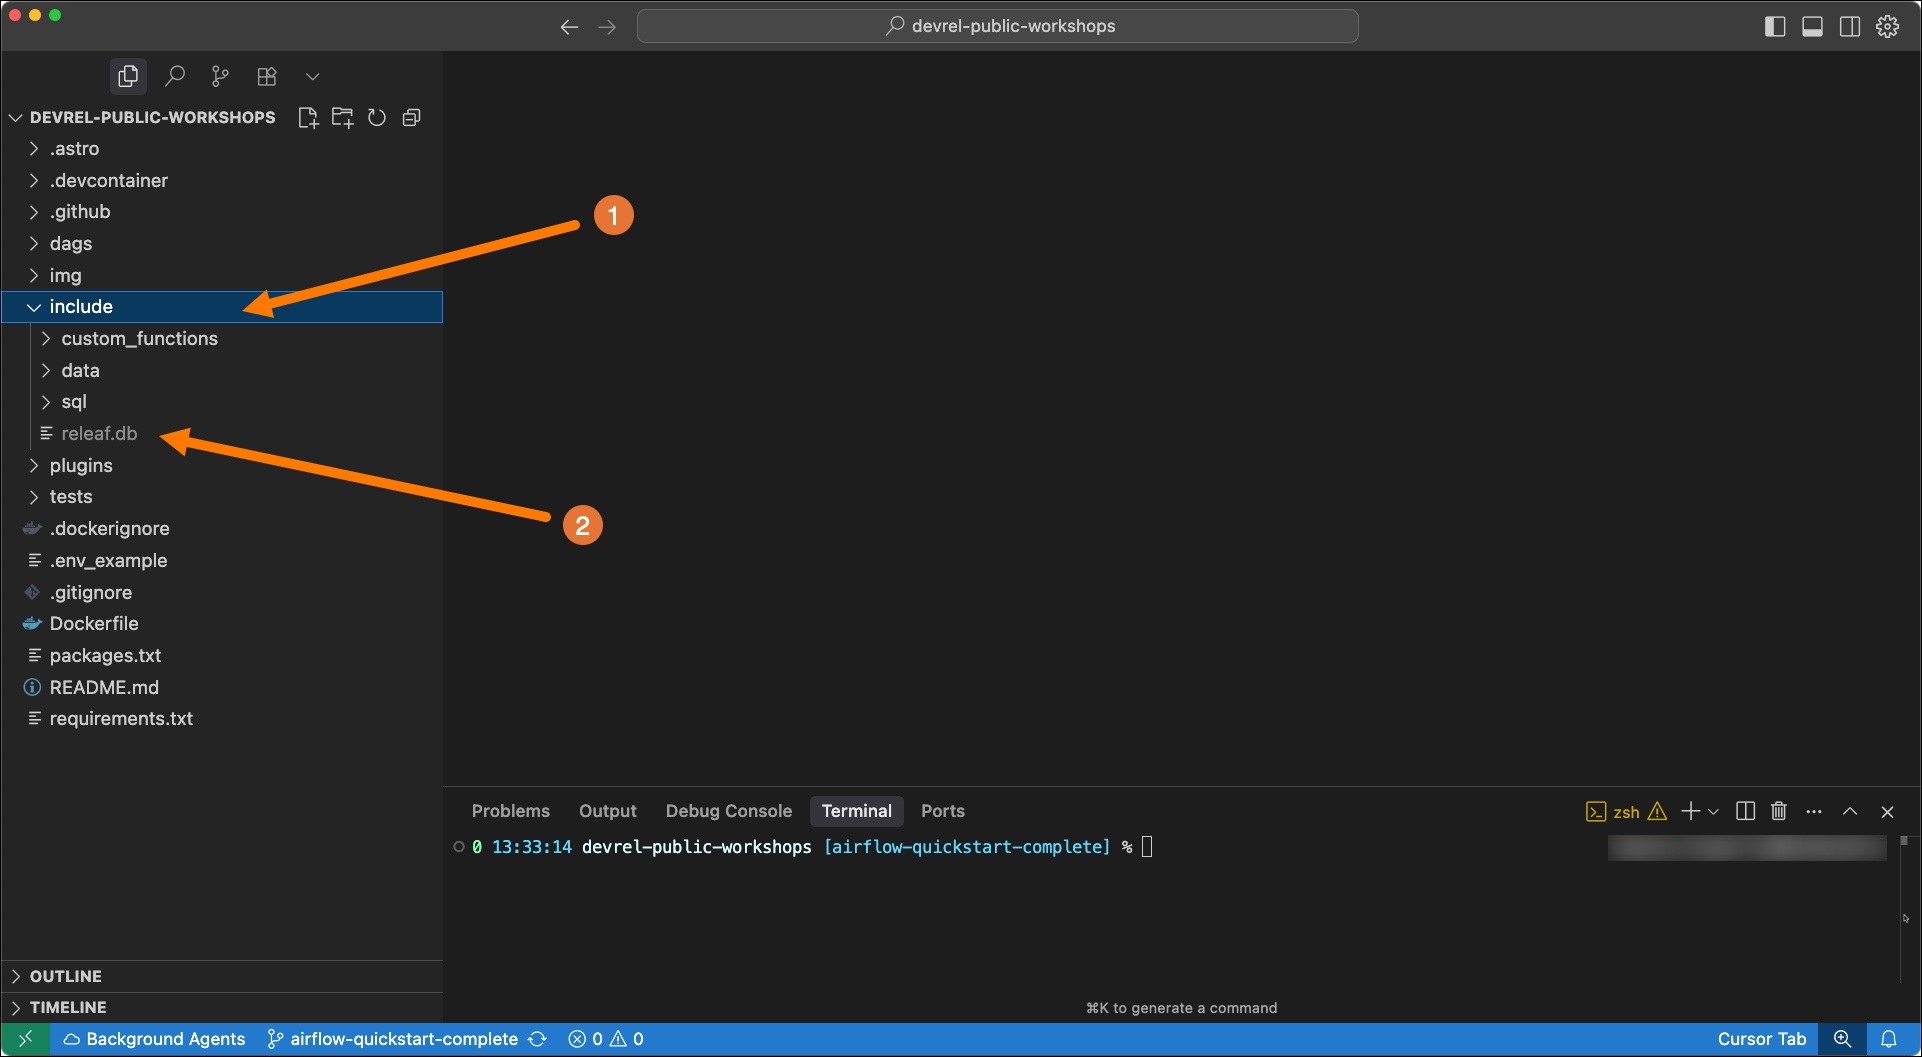 devrel-public-workshops
DEVREL-PUBLIC-WORKSHOPS
.astro
.devcontainer
.github
dags
img
include
custom_functions
data
sql
releaf.db
plugins
tests
.dockerignore
.env_example
.gitignore
Dockerfile
packages.txt
README.md
requirements.txt
1
2
Problems Output Debug Console Terminal Ports
zsh
0 13:33:14 devrel-public-workshops [airflow-quickstart-complete] %
⌘K to generate a command
OUTLINE
TIMELINE
Background Agents airflow-quickstart-complete 0 0 Cursor Tab